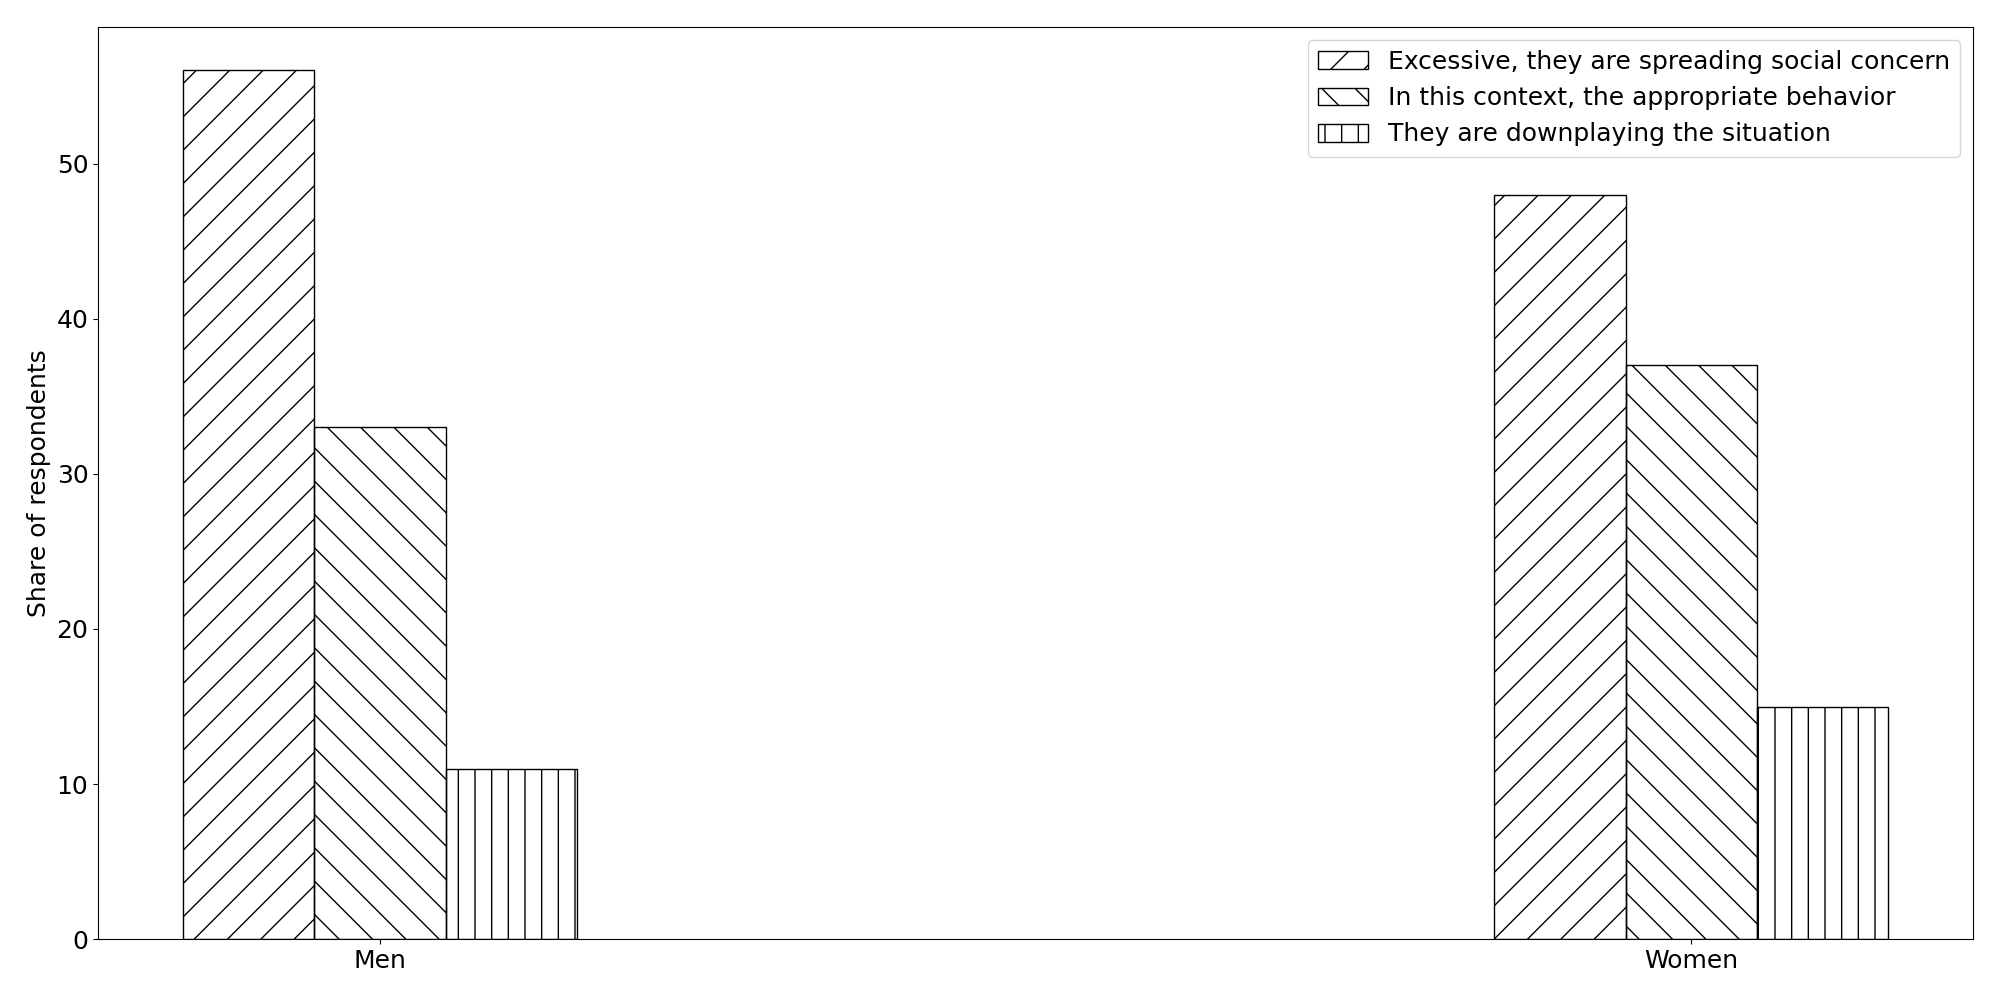 Excessive, they are spreading social concern
In this context, the appropriate behavior
They are downplaying the situation
Share of respondents
50
40
30
20
10
0
Men
Women